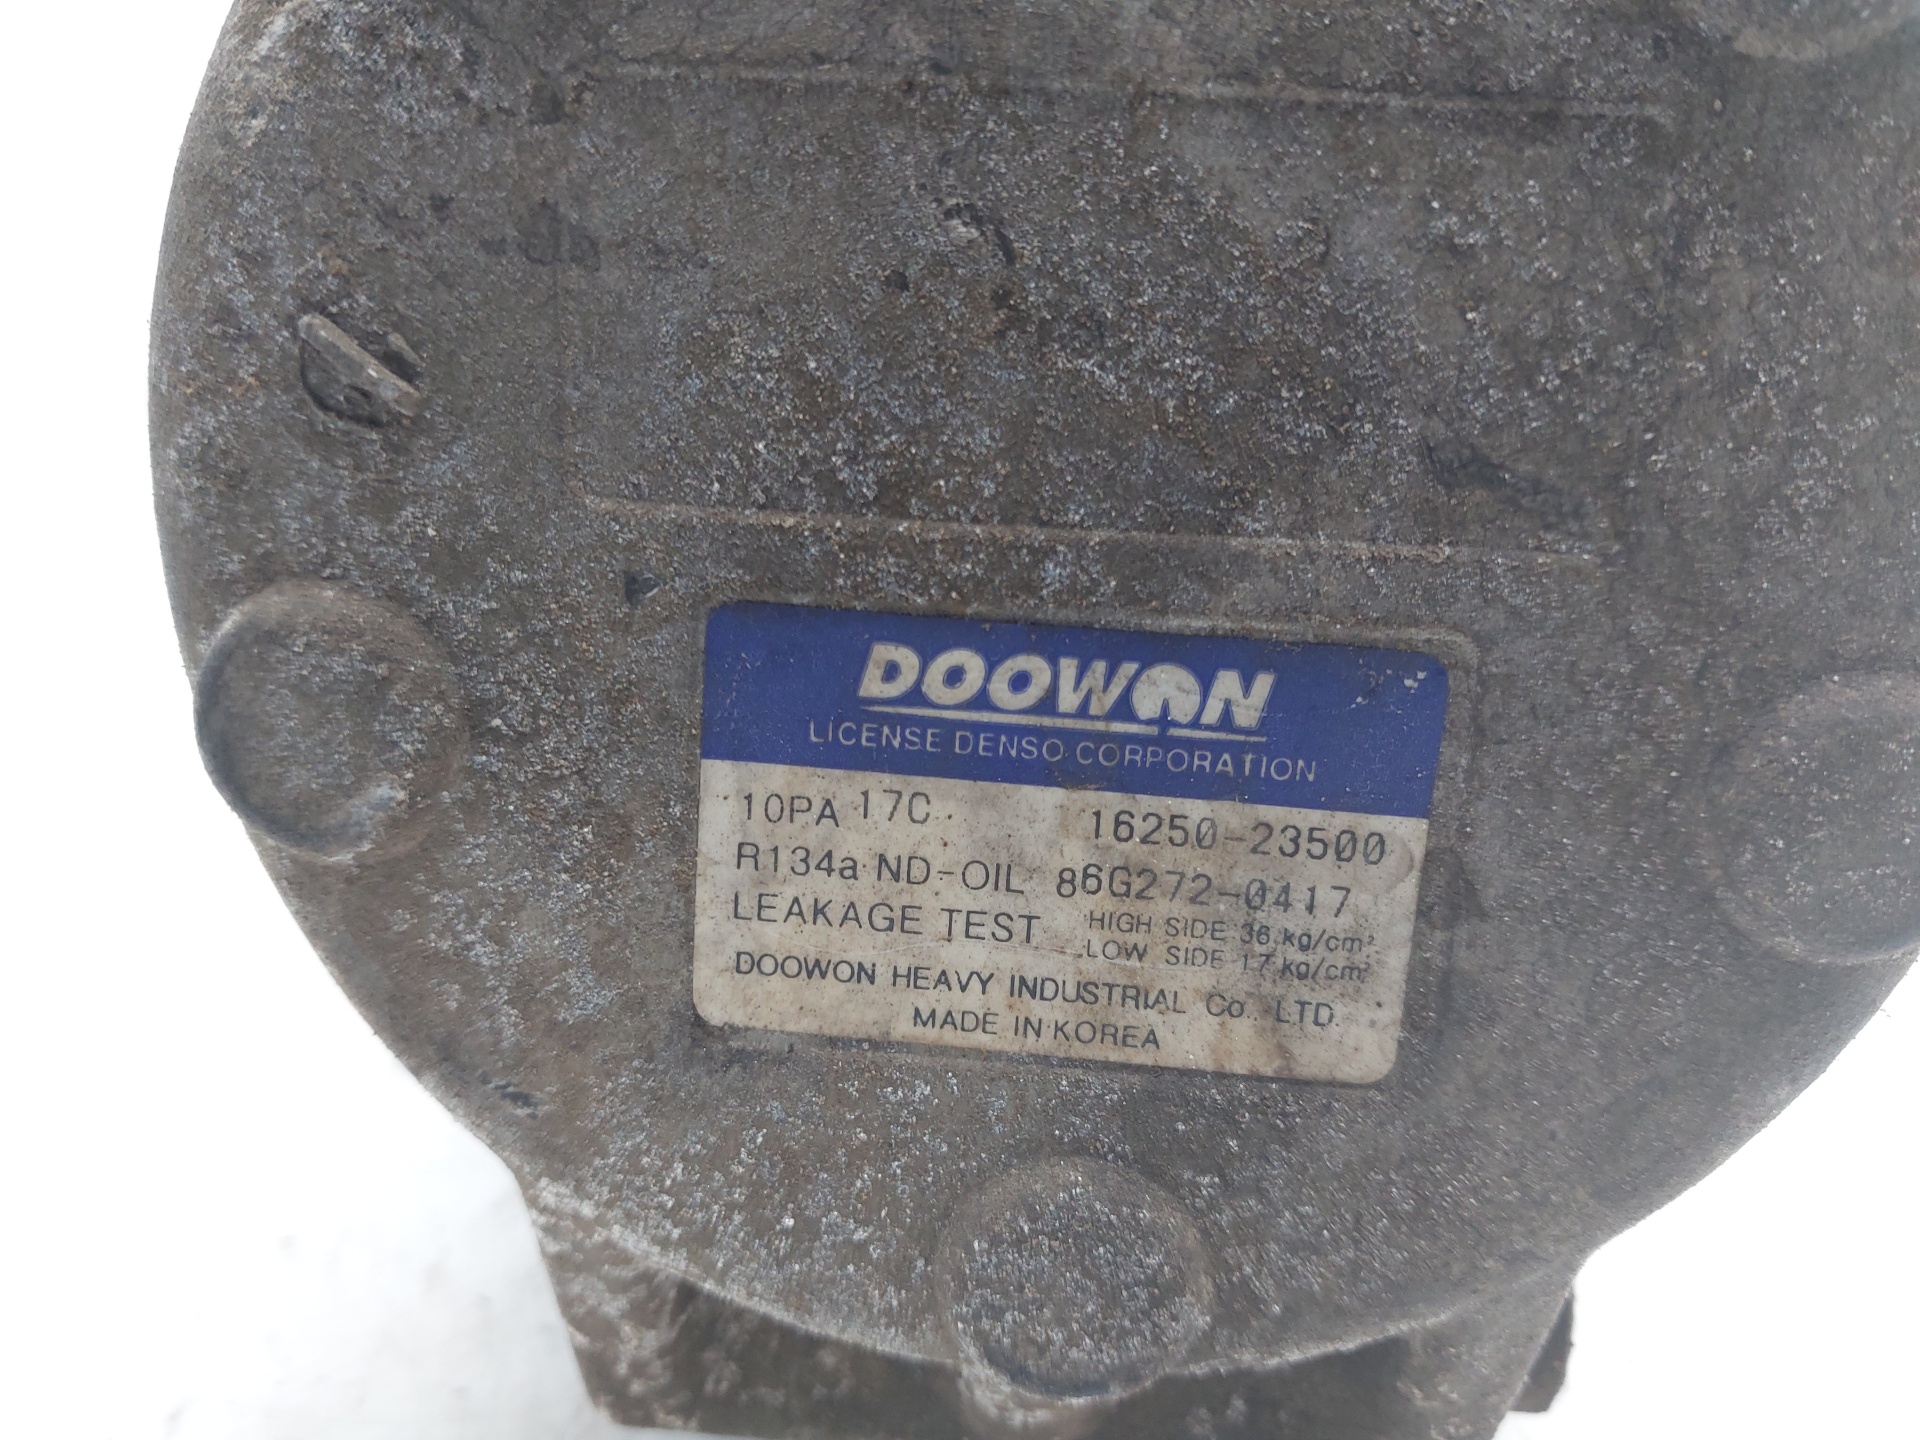 DOOWON
LICENSE DENSO CORPORATION
10PA 17C 16250-23500
R134a ND-OIL 86G272-0417
LEAKAGE TEST HIGH SIDE 36 kg/cm²
LOW SIDE 17 kg/cm²
DOOWON HEAVY INDUSTRIAL Co., LTD.
MADE IN KOREA